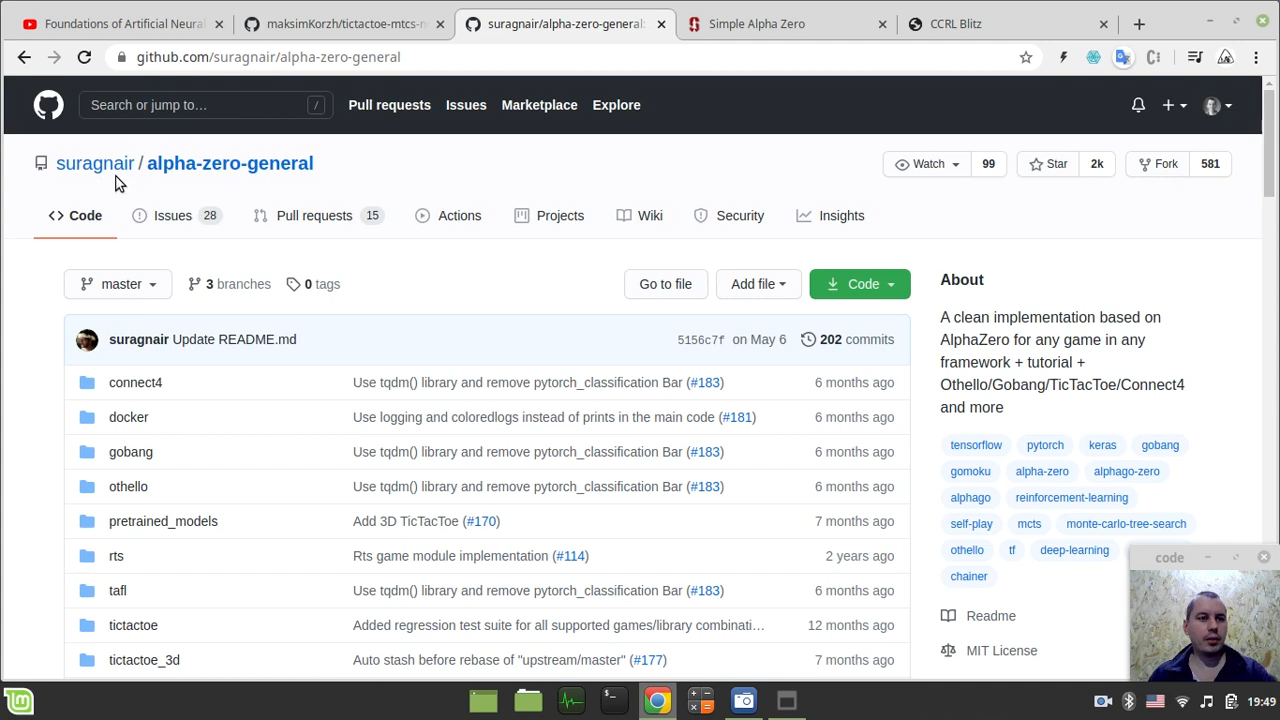 Foundations of Artificial Neural
maksimKorzh/tictactoe-mtcs-n
suragnair/alpha-zero-general:
Simple Alpha Zero
CCRL Blitz
github.com/suragnair/alpha-zero-general
Search or jump to…
/
Pull requests
Issues
Marketplace
Explore
suragnair / alpha-zero-general
Watch 99
Star 2k
Fork 581
Code
Issues 28
Pull requests 15
Actions
Projects
Wiki
Security
Insights
master
3 branches
0 tags
Go to file
Add file
Code
suragnair Update README.md 5156c7f on May 6 202 commits
connect4 Use tqdm() library and remove pytorch_classification Bar (#183) 6 months ago
docker Use logging and coloredlogs instead of prints in the main code (#181) 6 months ago
gobang Use tqdm() library and remove pytorch_classification Bar (#183) 6 months ago
othello Use tqdm() library and remove pytorch_classification Bar (#183) 6 months ago
pretrained_models Add 3D TicTacToe (#170) 7 months ago
rts Rts game module implementation (#114) 2 years ago
tafl Use tqdm() library and remove pytorch_classification Bar (#183) 6 months ago
tictactoe Added regression test suite for all supported games/library combinati… 12 months ago
tictactoe_3d Auto stash before rebase of "upstream/master" (#177) 7 months ago
About
A clean implementation based on
AlphaZero for any game in any
framework + tutorial +
Othello/Gobang/TicTacToe/Connect4
and more
tensorflow pytorch keras gobang
gomoku alpha-zero alphago-zero
alphago reinforcement-learning
self-play mcts monte-carlo-tree-search
othello tf deep-learning
chainer
Readme
MIT License
code
19:49